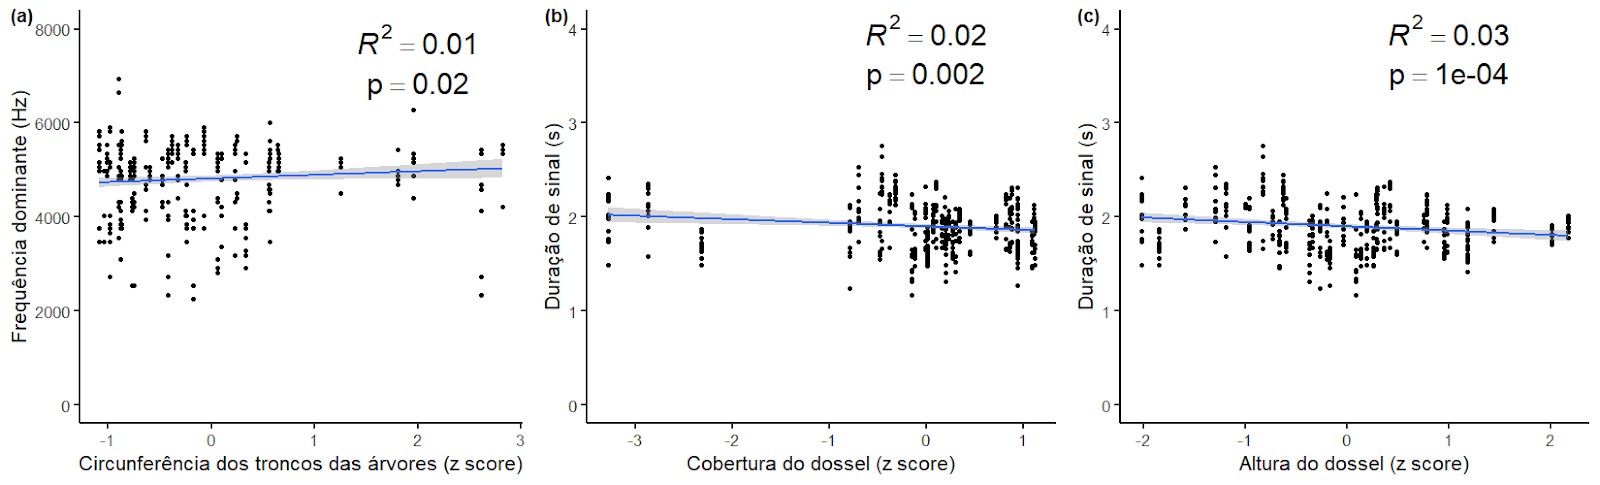 (a)
R² = 0.01
p = 0.02
8000
6000
4000
2000
0
Frequência dominante (Hz)
-1 0 1 2 3
Circunferência dos troncos das árvores (z score)
(b)
R² = 0.02
p = 0.002
4
3
2
1
0
Duração de sinal (s)
-3 -2 -1 0 1
Cobertura do dossel (z score)
(c)
R² = 0.03
p = 1e-04
4
3
2
1
0
Duração de sinal (s)
-2 -1 0 1 2
Altura do dossel (z score)